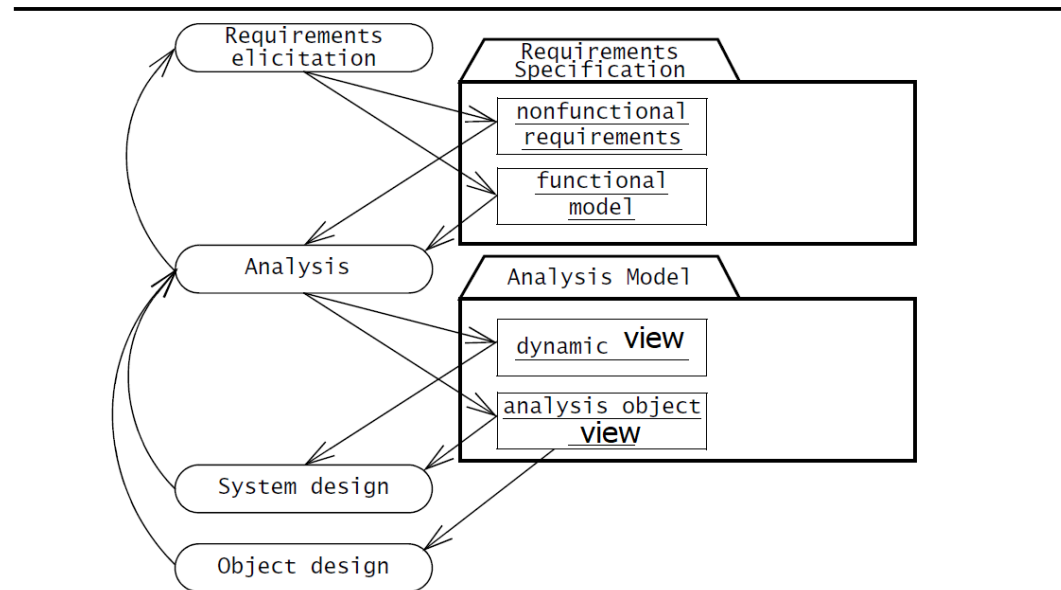 Requirements
elicitation
Requirements
Specification
nonfunctional
requirements
functional
model
Analysis
Analysis Model
dynamic view
analysis object
view
System design
Object design